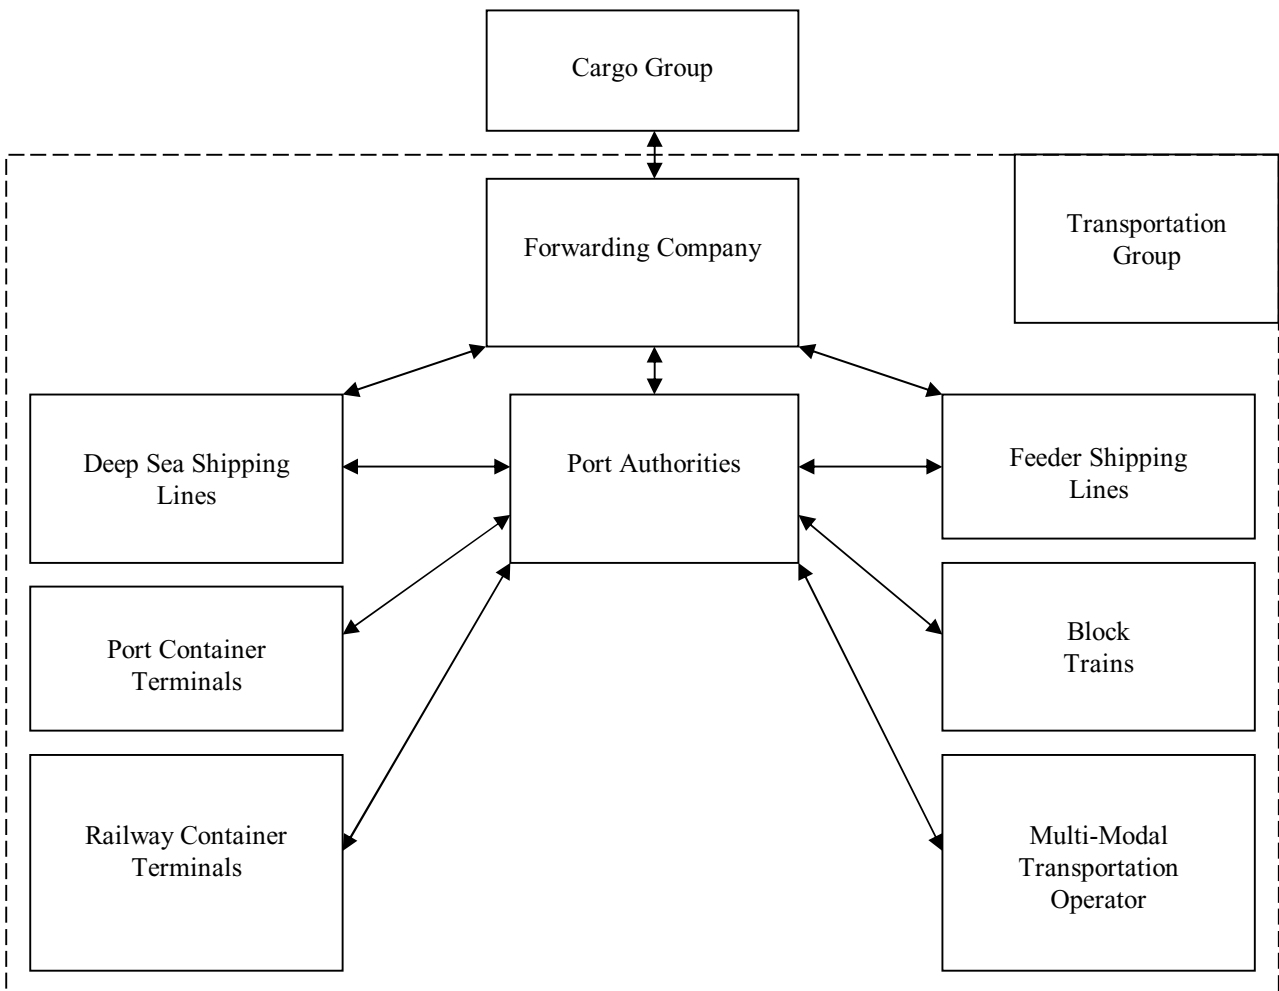 Cargo Group
Forwarding Company
Transportation
Group
Deep Sea Shipping
Lines
Port Authorities
Feeder Shipping
Lines
Port Container
Terminals
Block
Trains
Railway Container
Terminals
Multi-Modal
Transportation
Operator